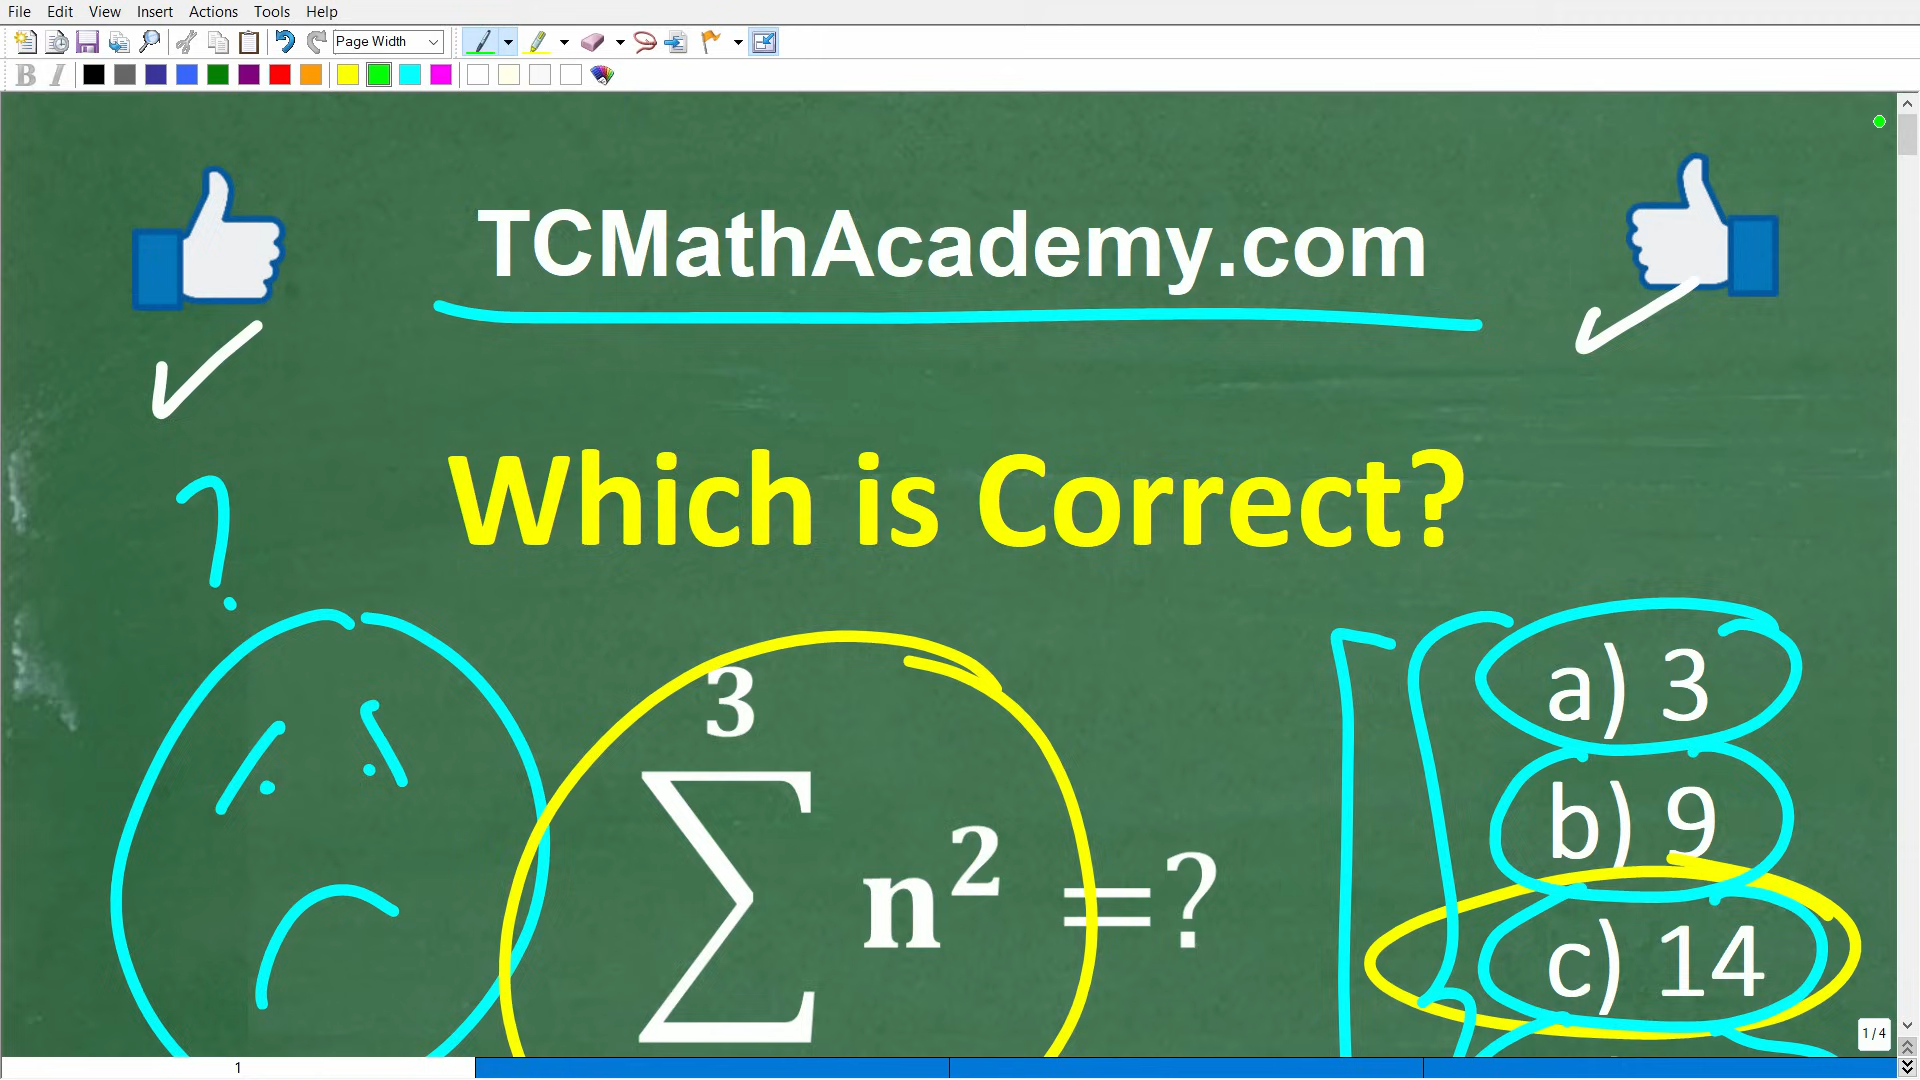 File Edit View Insert Actions Tools Help
Page Width
B I
TCMathAcademy.com
Which is Correct?
?
3
∑ n² =?
a) 3
b) 9
c) 14
1 / 4
1